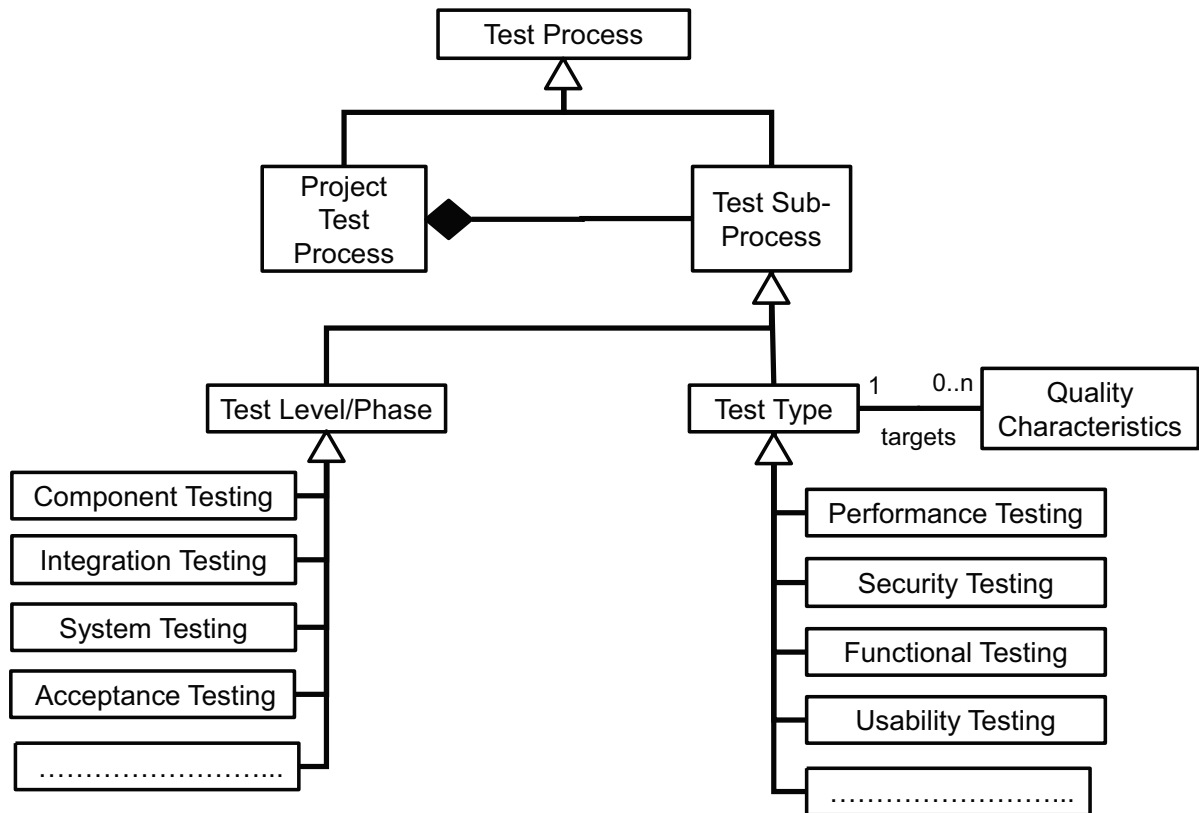 Test Process
Project
Test
Process
Test Sub-
Process
Test Level/Phase
Test Type
1
0..n
targets
Quality
Characteristics
Component Testing
Integration Testing
System Testing
Acceptance Testing
………………………...
Performance Testing
Security Testing
Functional Testing
Usability Testing
………………………..